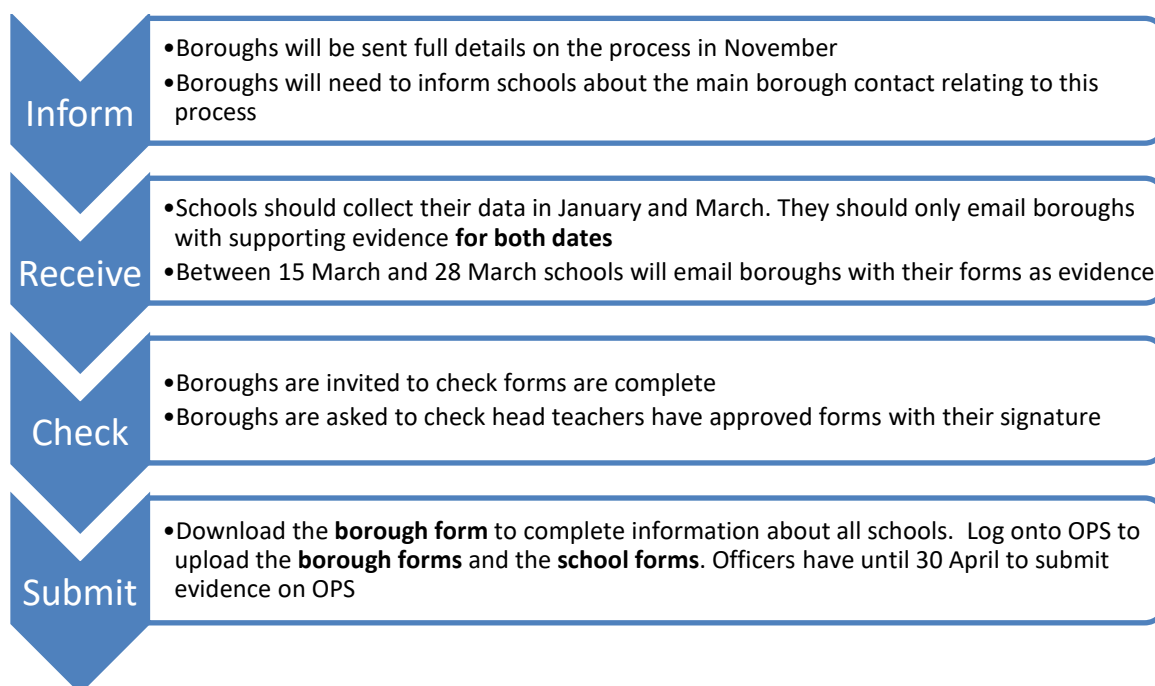 Inform
•Boroughs will be sent full details on the process in November
•Boroughs will need to inform schools about the main borough contact relating to this
process
Receive
•Schools should collect their data in January and March. They should only email boroughs
with supporting evidence for both dates
•Between 15 March and 28 March schools will email boroughs with their forms as evidence
Check
•Boroughs are invited to check forms are complete
•Boroughs are asked to check head teachers have approved forms with their signature
Submit
•Download the borough form to complete information about all schools.  Log onto OPS to
upload the borough forms and the school forms. Officers have until 30 April to submit
evidence on OPS